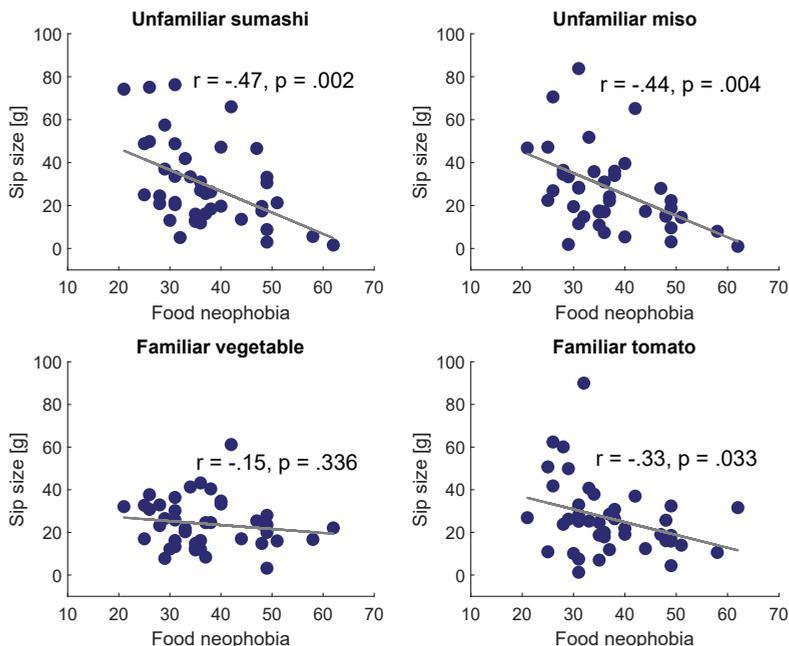 Unfamiliar sumashi
100
80
60
40
20
0
10 20 30 40 50 60 70
Sip size [g]
Food neophobia
r = -.47, p = .002
Unfamiliar miso
100
80
60
40
20
0
10 20 30 40 50 60 70
Sip size [g]
Food neophobia
r = -.44, p = .004
Familiar vegetable
100
80
60
40
20
0
10 20 30 40 50 60 70
Sip size [g]
Food neophobia
r = -.15, p = .336
Familiar tomato
100
80
60
40
20
0
10 20 30 40 50 60 70
Sip size [g]
Food neophobia
r = -.33, p = .033